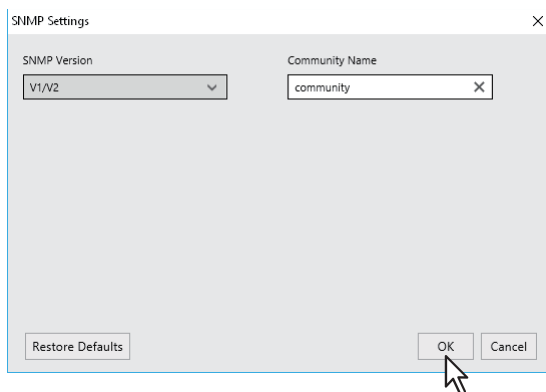 SNMP Settings
SNMP Version
Community Name
V1/V2
community
Restore Defaults
OK
Cancel